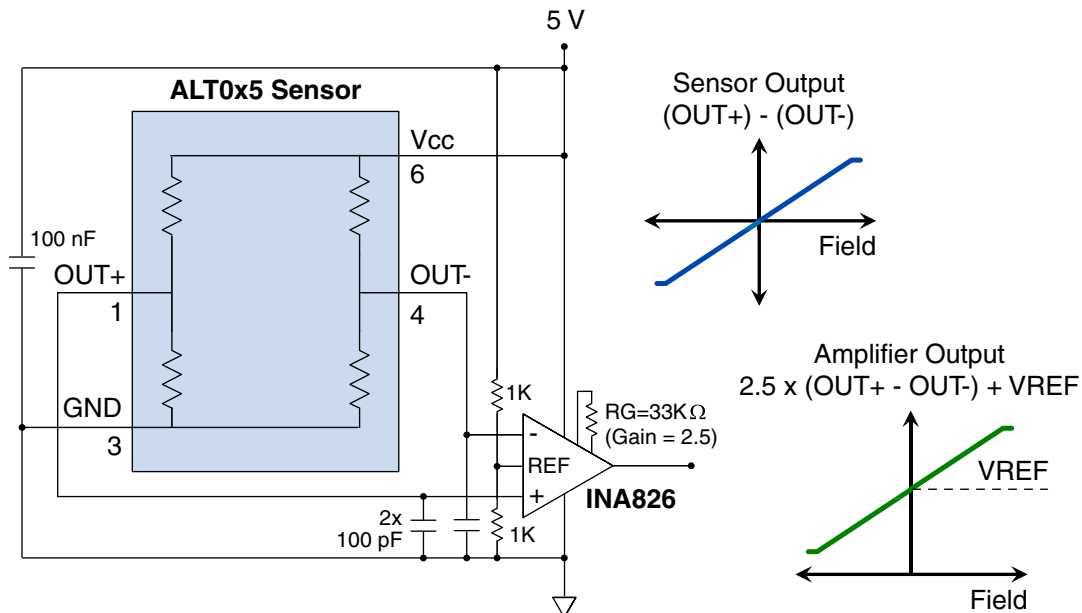 5 V
ALT0x5 Sensor
Vcc
6
100 nF
OUT+
1
OUT-
4
GND
3
1K
RG=33KΩ
(Gain = 2.5)
-
REF
+
INA826
2x
100 pF
1K
Sensor Output
(OUT+) - (OUT-)
Field
Amplifier Output
2.5 x (OUT+ - OUT-) + VREF
VREF
Field